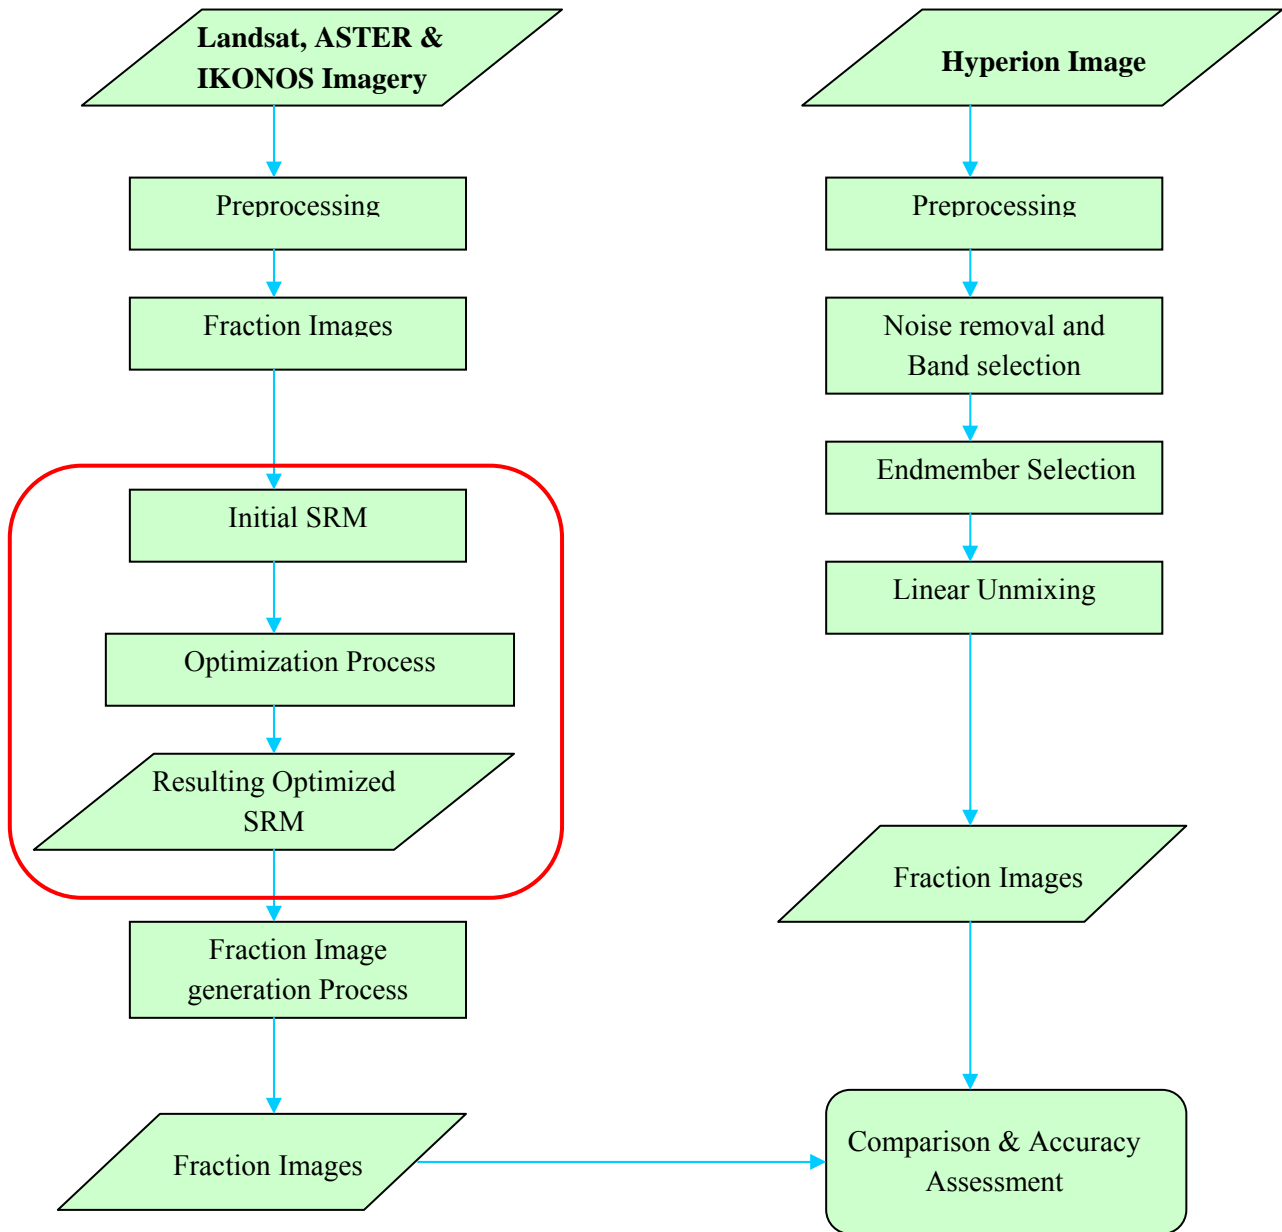 Landsat, ASTER &
IKONOS Imagery
Preprocessing
Fraction Images
Initial SRM
Optimization Process
Resulting Optimized
SRM
Fraction Image
generation Process
Fraction Images
Hyperion Image
Preprocessing
Noise removal and
Band selection
Endmember Selection
Linear Unmixing
Fraction Images
Comparison & Accuracy
Assessment